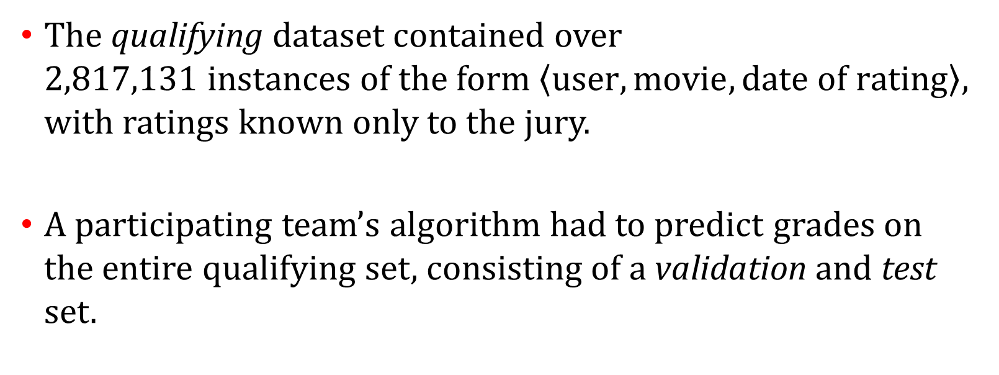 • The qualifying dataset contained over
2,817,131 instances of the form ⟨user, movie, date of rating⟩,
with ratings known only to the jury.
• A participating team’s algorithm had to predict grades on
the entire qualifying set, consisting of a validation and test
set.